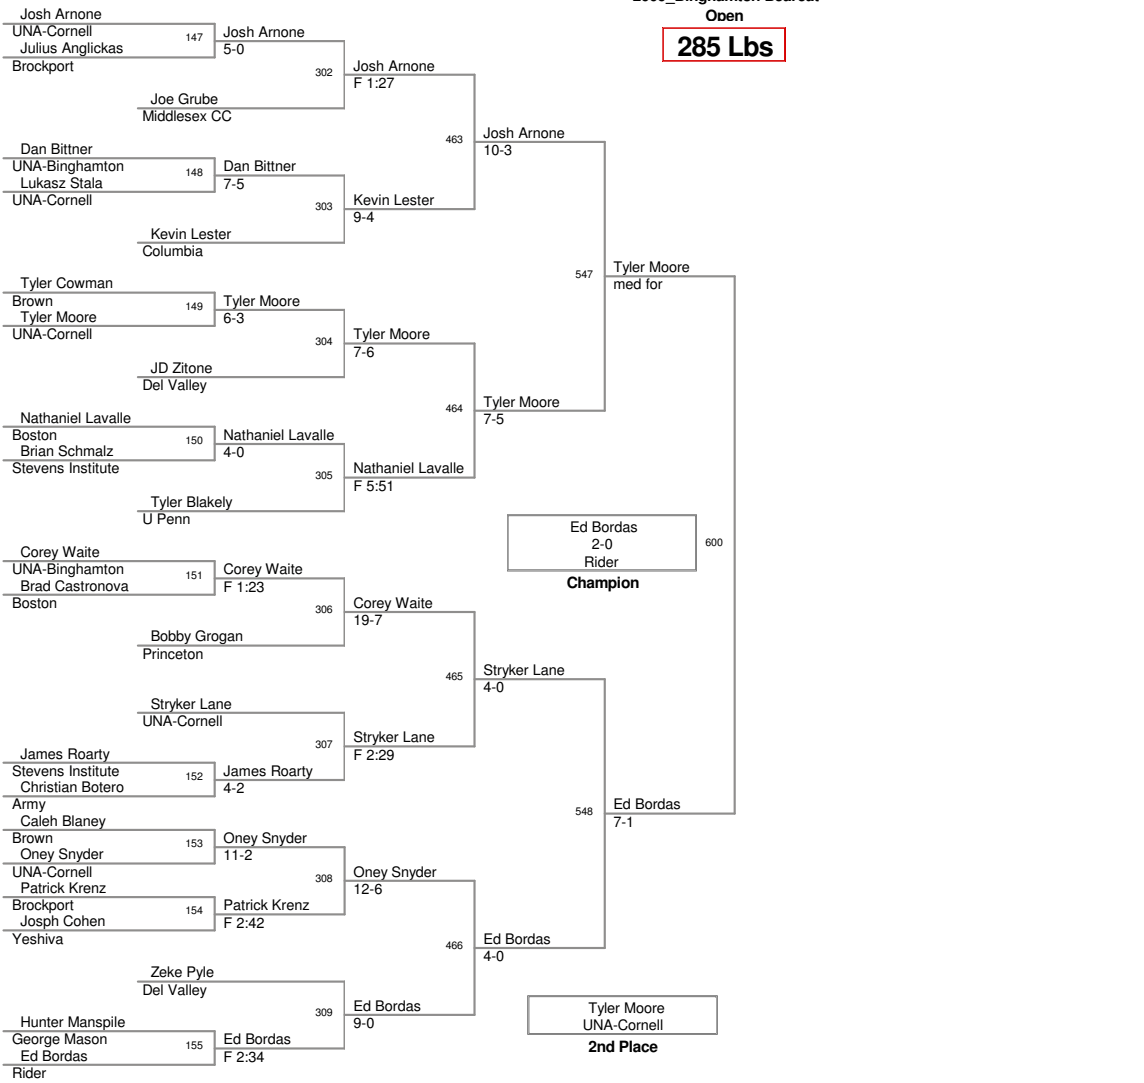 2009_Binghamton Bearcat
Open
285 Lbs
Josh Arnone
UNA-Cornell
147
Julius Anglickas
Brockport
Josh Arnone
5-0
302
Joe Grube
Middlesex CC
Josh Arnone
F 1:27
Dan Bittner
UNA-Binghamton
148
Lukasz Stala
UNA-Cornell
Dan Bittner
7-5
303
Kevin Lester
Columbia
Kevin Lester
9-4
463
Josh Arnone
10-3
Tyler Cowman
Brown
149
Tyler Moore
UNA-Cornell
Tyler Moore
6-3
304
JD Zitone
Del Valley
Tyler Moore
7-6
Nathaniel Lavalle
Boston
150
Brian Schmalz
Stevens Institute
Nathaniel Lavalle
4-0
305
Tyler Blakely
U Penn
Nathaniel Lavalle
F 5:51
464
Tyler Moore
7-5
547
Tyler Moore
med for
Corey Waite
UNA-Binghamton
151
Brad Castronova
Boston
Corey Waite
F 1:23
306
Bobby Grogan
Princeton
Corey Waite
19-7
Stryker Lane
UNA-Cornell
307
James Roarty
Stevens Institute
152
Christian Botero
Army
James Roarty
4-2
Stryker Lane
F 2:29
465
Stryker Lane
4-0
Caleh Blaney
Brown
153
Oney Snyder
UNA-Cornell
Oney Snyder
11-2
308
Patrick Krenz
Brockport
154
Josph Cohen
Yeshiva
Patrick Krenz
F 2:42
Oney Snyder
12-6
Zeke Pyle
Del Valley
309
Hunter Manspile
George Mason
155
Ed Bordas
Rider
Ed Bordas
F 2:34
Ed Bordas
9-0
466
Ed Bordas
4-0
548
Ed Bordas
7-1
600
Ed Bordas
2-0
Rider
Champion
Tyler Moore
UNA-Cornell
2nd Place